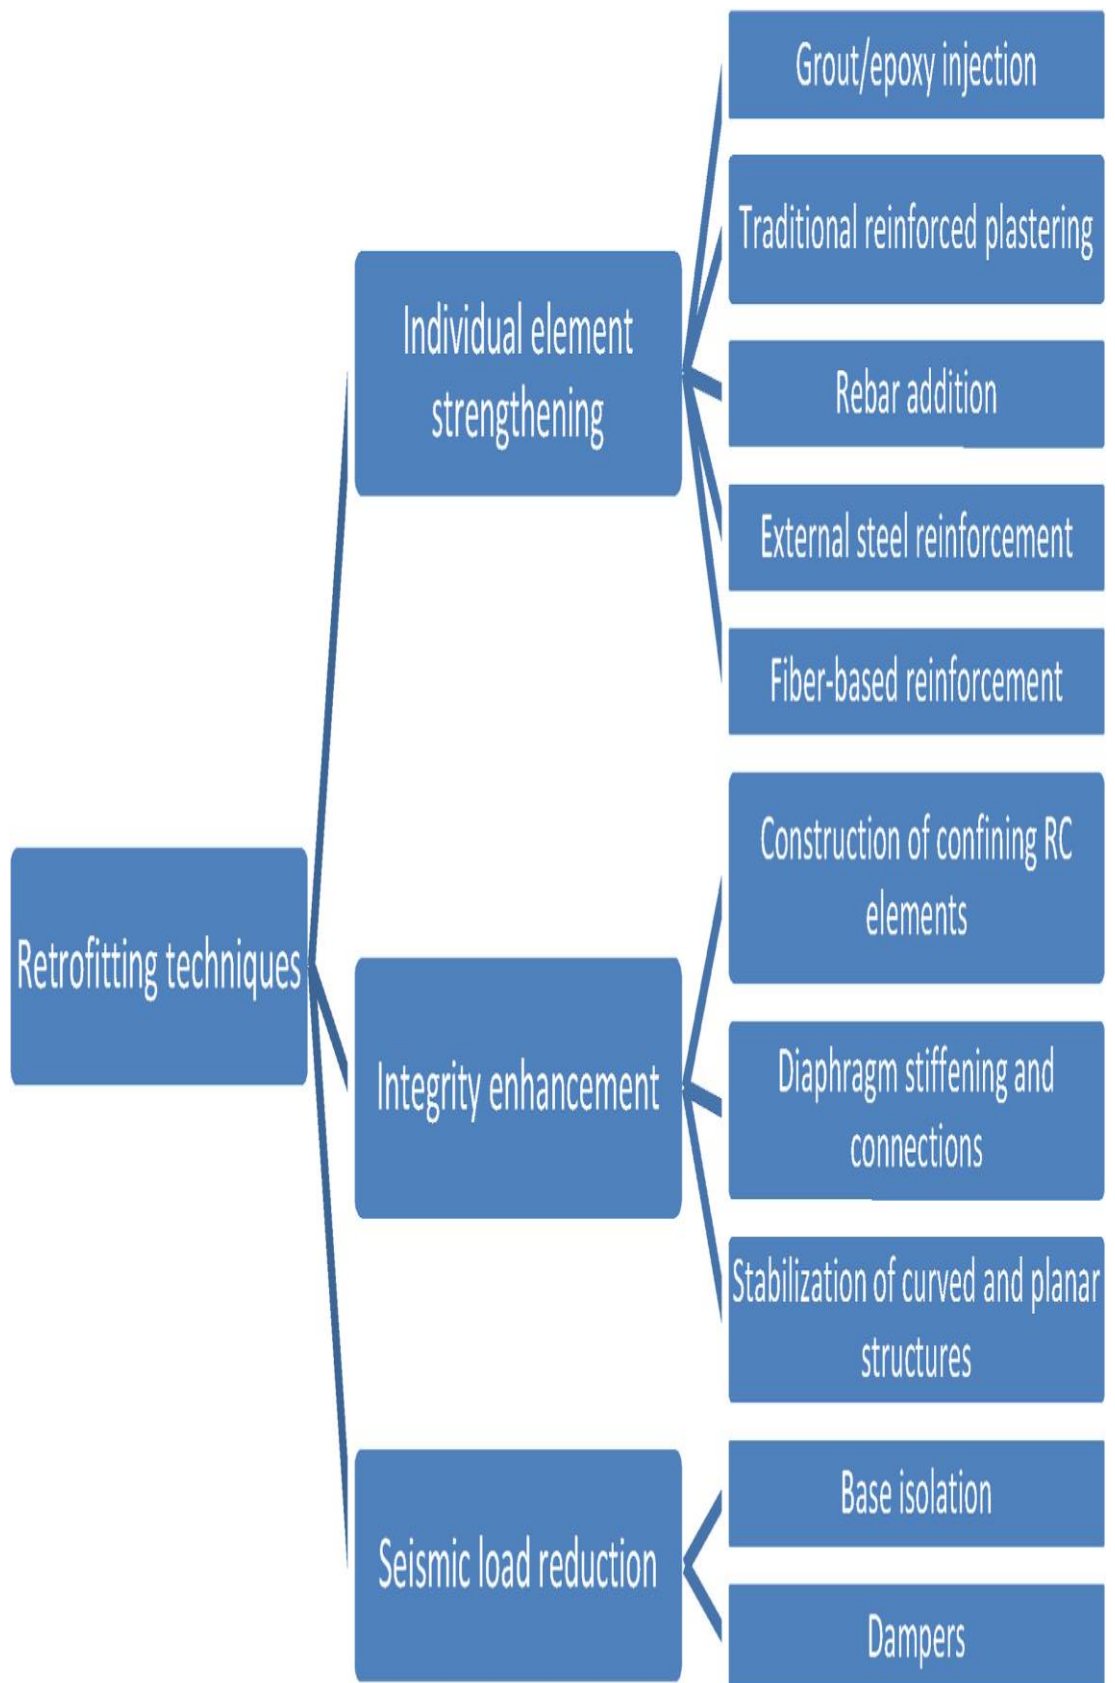 Retrofitting techniques
Individual element
strengthening
Grout/epoxy injection
Traditional reinforced plastering
Rebar addition
External steel reinforcement
Fiber-based reinforcement
Integrity enhancement
Construction of confining RC
elements
Diaphragm stiffening and
connections
Stabilization of curved and planar
structures
Seismic load reduction
Base isolation
Dampers